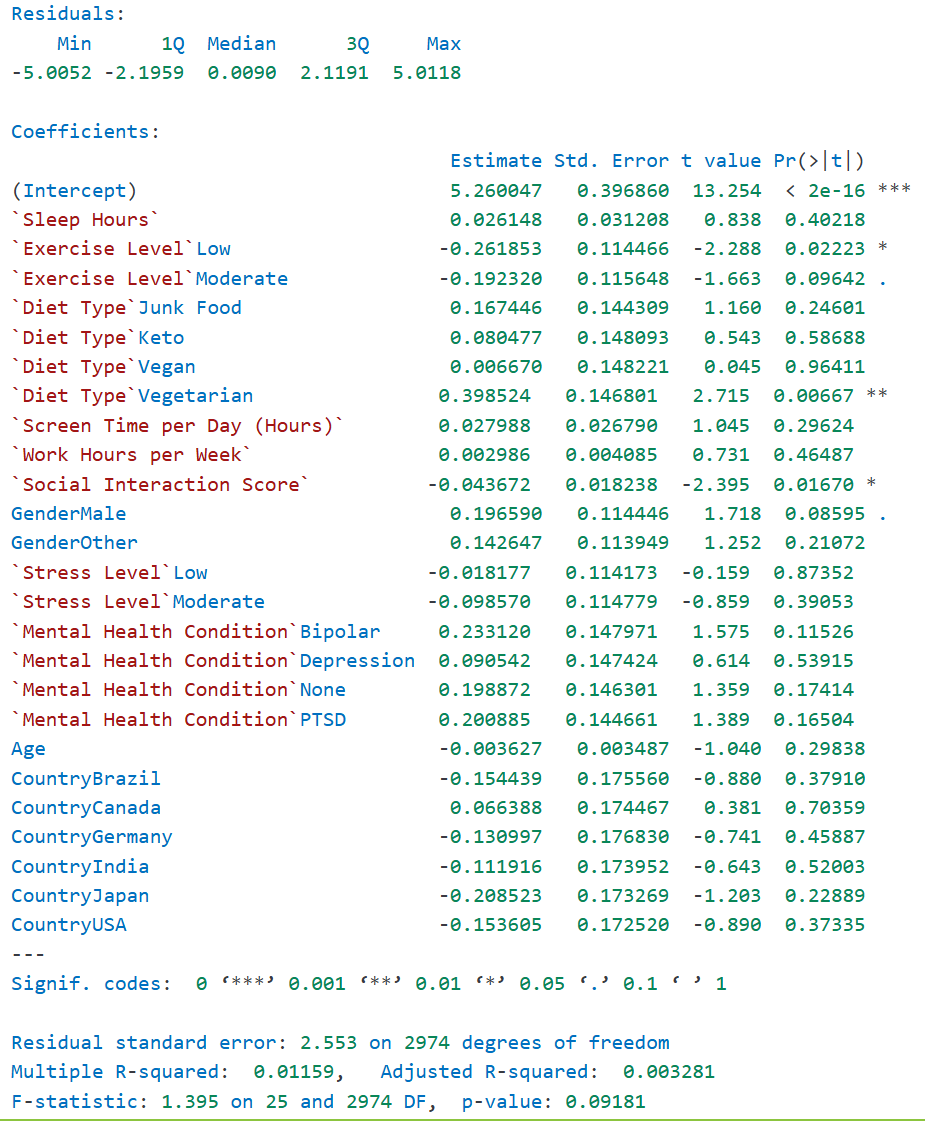 Residuals:
    Min      1Q  Median      3Q     Max
-5.0052 -2.1959  0.0090  2.1191  5.0118
Coefficients:
Estimate Std. Error t value Pr(>|t|)
(Intercept) 5.260047 0.396860 13.254 < 2e-16 ***
`Sleep Hours` 0.026148 0.031208 0.838 0.40218
`Exercise Level`Low -0.261853 0.114466 -2.288 0.02223 *
`Exercise Level`Moderate -0.192320 0.115648 -1.663 0.09642 .
`Diet Type`Junk Food 0.167446 0.144309 1.160 0.24601
`Diet Type`Keto 0.080477 0.148093 0.543 0.58688
`Diet Type`Vegan 0.006670 0.148221 0.045 0.96411
`Diet Type`Vegetarian 0.398524 0.146801 2.715 0.00667 **
`Screen Time per Day (Hours)` 0.027988 0.026790 1.045 0.29624
`Work Hours per Week` 0.002986 0.004085 0.731 0.46487
`Social Interaction Score` -0.043672 0.018238 -2.395 0.01670 *
GenderMale 0.196590 0.114446 1.718 0.08595 .
GenderOther 0.142647 0.113949 1.252 0.21072
`Stress Level`Low -0.018177 0.114173 -0.159 0.87352
`Stress Level`Moderate -0.098570 0.114779 -0.859 0.39053
`Mental Health Condition`Bipolar 0.233120 0.147971 1.575 0.11526
`Mental Health Condition`Depression 0.090542 0.147424 0.614 0.53915
`Mental Health Condition`None 0.198872 0.146301 1.359 0.17414
`Mental Health Condition`PTSD 0.200885 0.144661 1.389 0.16504
Age -0.003627 0.003487 -1.040 0.29838
CountryBrazil -0.154439 0.175560 -0.880 0.37910
CountryCanada 0.066388 0.174467 0.381 0.70359
CountryGermany -0.130997 0.176830 -0.741 0.45887
CountryIndia -0.111916 0.173952 -0.643 0.52003
CountryJapan -0.208523 0.173269 -1.203 0.22889
CountryUSA -0.153605 0.172520 -0.890 0.37335
---
Signif. codes:  0 ‘***’ 0.001 ‘**’ 0.01 ‘*’ 0.05 ‘.’ 0.1 ‘ ’ 1
Residual standard error: 2.553 on 2974 degrees of freedom
Multiple R-squared:  0.01159,   Adjusted R-squared:  0.003281
F-statistic: 1.395 on 25 and 2974 DF,  p-value: 0.09181